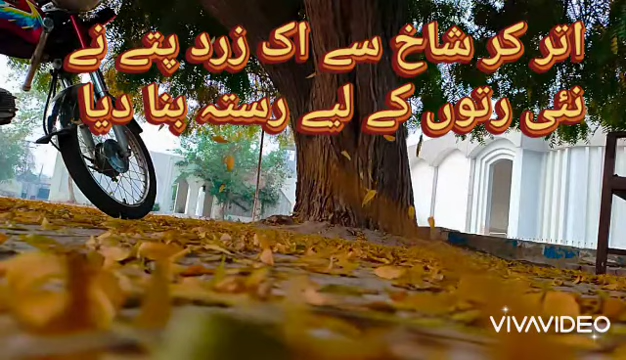 اتر کر شاخ سے اک زرد پتے نے
نئی رتوں کے لیے رستہ بنا دیا
VIVAVIDEO